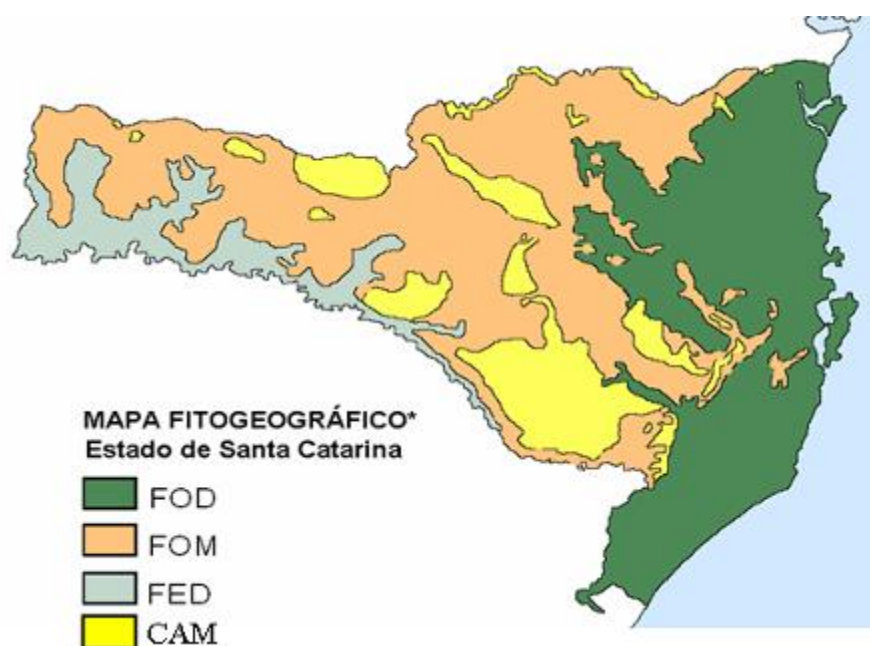 MAPA FITOGEOGRÁFICO*
Estado de Santa Catarina
FOD
FOM
FED
CAM